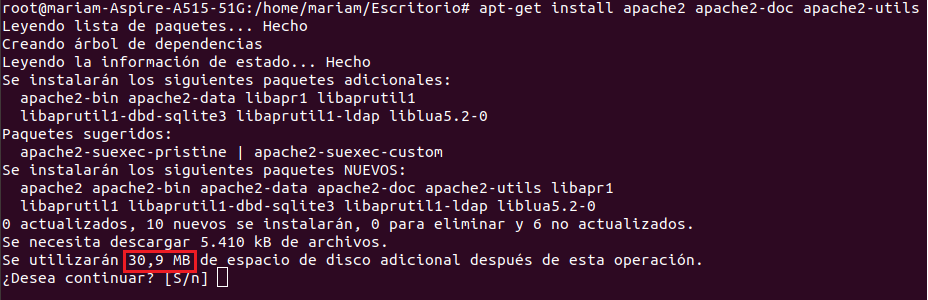 root@mariam-Aspire-A515-51G:/home/mariam/Escritorio# apt-get install apache2 apache2-doc apache2-utils
Leyendo lista de paquetes... Hecho
Creando árbol de dependencias
Leyendo la información de estado... Hecho
Se instalarán los siguientes paquetes adicionales:
  apache2-bin apache2-data libapr1 libaprutil1
  libaprutil1-dbd-sqlite3 libaprutil1-ldap liblua5.2-0
Paquetes sugeridos:
  apache2-suexec-pristine | apache2-suexec-custom
Se instalarán los siguientes paquetes NUEVOS:
  apache2 apache2-bin apache2-data apache2-doc apache2-utils libapr1
  libaprutil1 libaprutil1-dbd-sqlite3 libaprutil1-ldap liblua5.2-0
0 actualizados, 10 nuevos se instalarán, 0 para eliminar y 6 no actualizados.
Se necesita descargar 5.410 kB de archivos.
Se utilizarán 30,9 MB de espacio de disco adicional después de esta operación.
¿Desea continuar? [S/n]